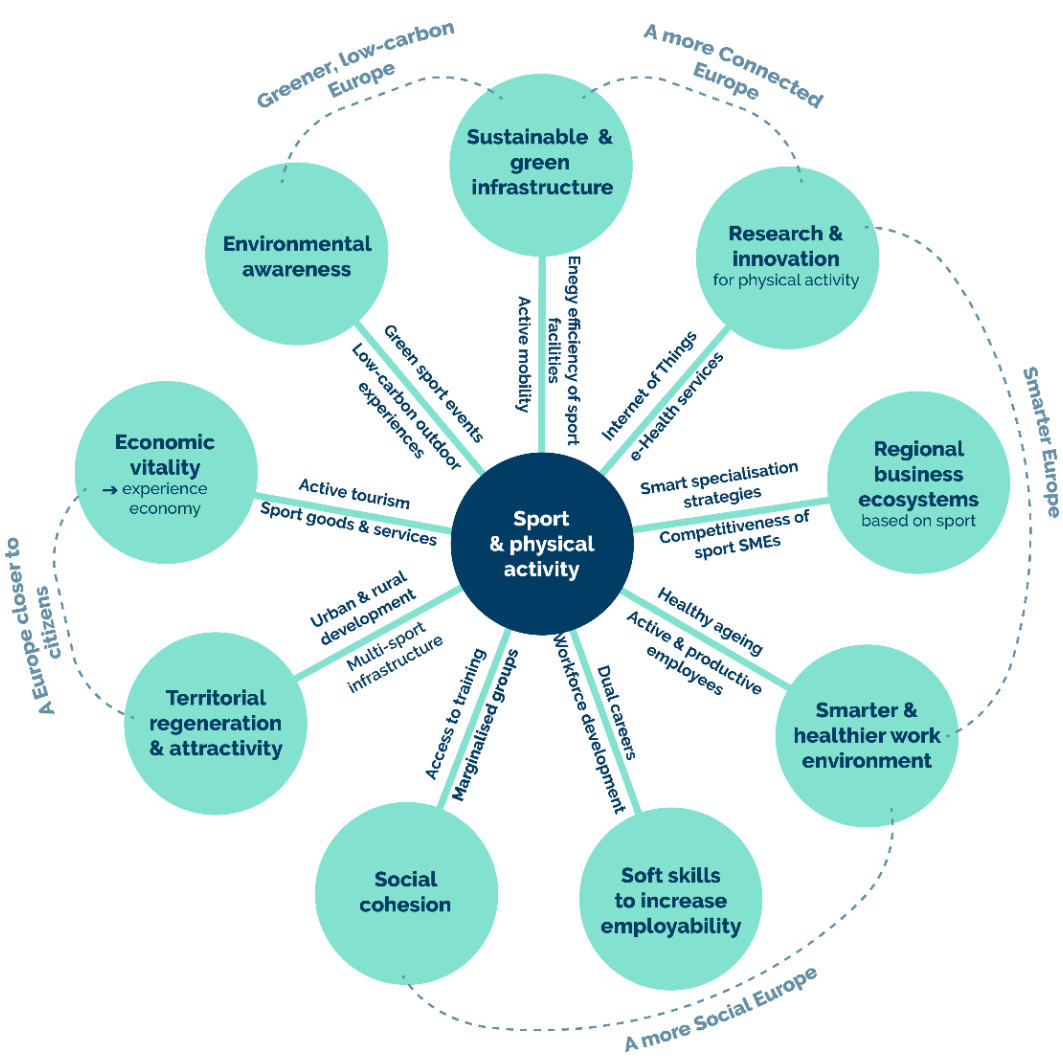 Greener, low-carbon
Europe
A more Connected
Europe
Sustainable &
green
infrastructure
Environmental
awareness
Research &
innovation
for physical activity
Green sport events
Low-carbon outdoor
experiences
Active mobility
Enegy efficiency of sport
facilities
Internet of Things
e-Health services
Smarter Europe
Economic
vitality
➔ experience
economy
Active tourism
Sport goods & services
Sport
& physical
activity
Smart specialisation
strategies
Competitiveness of
sport SMEs
Regional
business
ecosystems
based on sport
A Europe closer to
citizens
Urban & rural
development
Multi-sport
infrastructure
Healthy ageing
Active & productive
employees
Territorial
regeneration
& attractivity
Access to training
Marginalised groups
Dual careers
Workforce development
Smarter &
healthier work
environment
Social
cohesion
Soft skills
to increase
employability
A more Social Europe